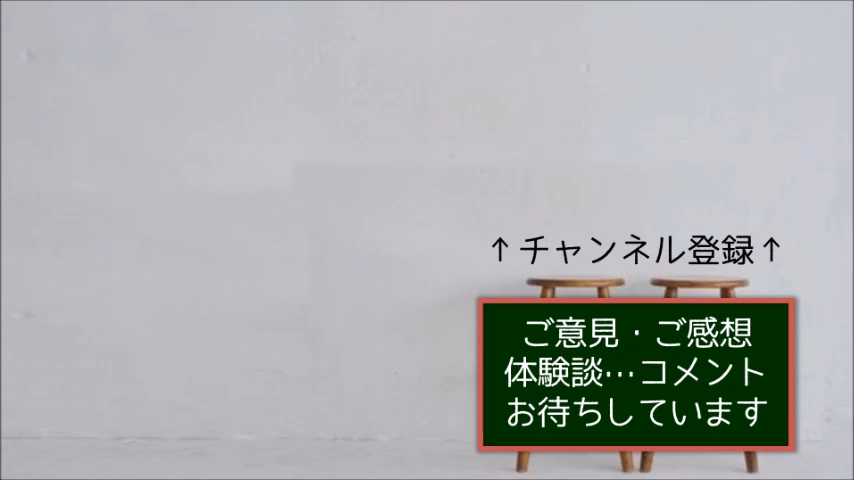 ↑チャンネル登録↑
ご意見・ご感想
体験談…コメント
お待ちしています